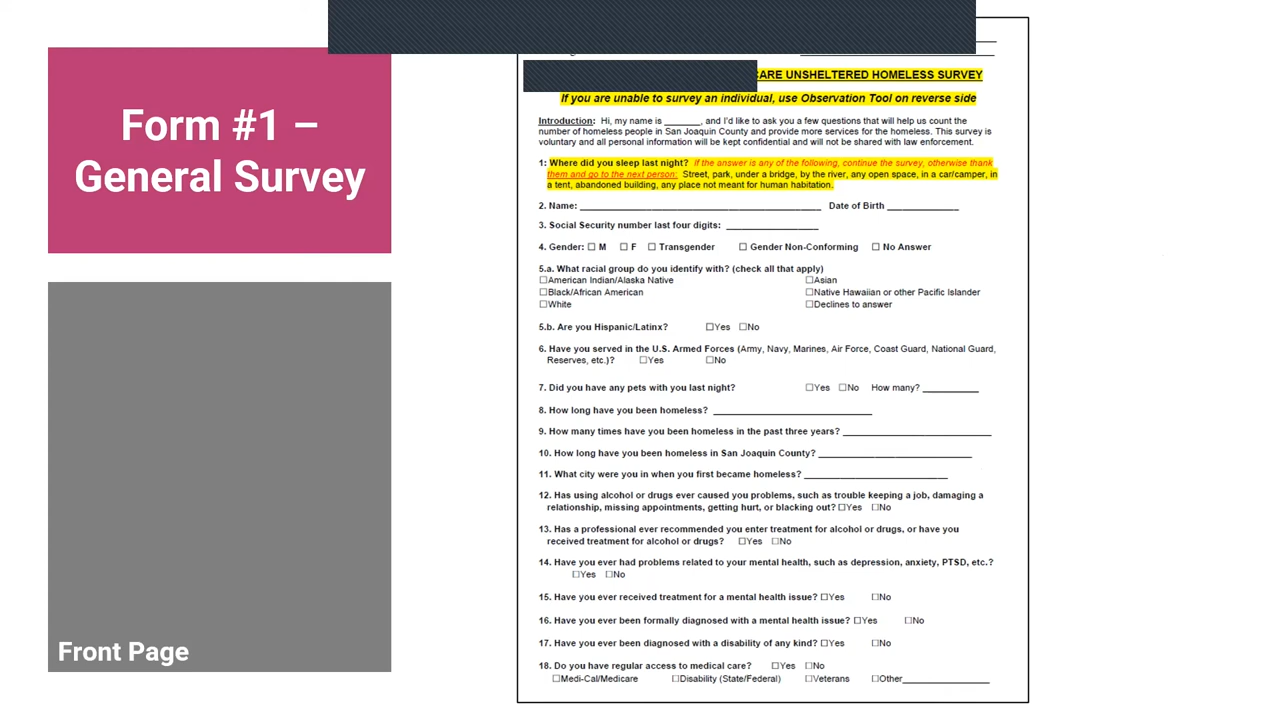 Form #1 –
General Survey
Front Page
CARE UNSHELTERED HOMELESS SURVEY
If you are unable to survey an individual, use Observation Tool on reverse side
Introduction: Hi, my name is _______, and I'd like to ask you a few questions that will help us count the
number of homeless people in San Joaquin County and provide more services for the homeless. This survey is
voluntary and all personal information will be kept confidential and will not be shared with law enforcement.
1: Where did you sleep last night? If the answer is any of the following, continue the survey, otherwise thank
them and go to the next person: Street, park, under a bridge, by the river, any open space, in a car/camper, in
a tent, abandoned building, any place not meant for human habitation.
2. Name: ____________________ Date of Birth ____________
3. Social Security number last four digits: ____________
4. Gender: ☐ M ☐ F ☐ Transgender ☐ Gender Non-Conforming ☐ No Answer
5.a. What racial group do you identify with? (check all that apply)
☐American Indian/Alaska Native ☐Asian
☐Black/African American ☐Native Hawaiian or other Pacific Islander
☐White ☐Declines to answer
5.b. Are you Hispanic/Latinx? ☐Yes ☐No
6. Have you served in the U.S. Armed Forces (Army, Navy, Marines, Air Force, Coast Guard, National Guard,
Reserves, etc.)? ☐Yes ☐No
7. Did you have any pets with you last night? ☐Yes ☐No How many? _________
8. How long have you been homeless? ____________________
9. How many times have you been homeless in the past three years? ____________________
10. How long have you been homeless in San Joaquin County? ____________________
11. What city were you in when you first became homeless? ____________________
12. Has using alcohol or drugs ever caused you problems, such as trouble keeping a job, damaging a
relationship, missing appointments, getting hurt, or blacking out? ☐Yes ☐No
13. Has a professional ever recommended you enter treatment for alcohol or drugs, or have you
received treatment for alcohol or drugs? ☐Yes ☐No
14. Have you ever had problems related to your mental health, such as depression, anxiety, PTSD, etc.?
☐Yes ☐No
15. Have you ever received treatment for a mental health issue? ☐Yes ☐No
16. Have you ever been formally diagnosed with a mental health issue? ☐Yes ☐No
17. Have you ever been diagnosed with a disability of any kind? ☐Yes ☐No
18. Do you have regular access to medical care? ☐Yes ☐No
☐Medi-Cal/Medicare ☐Disability (State/Federal) ☐Veterans ☐Other____________